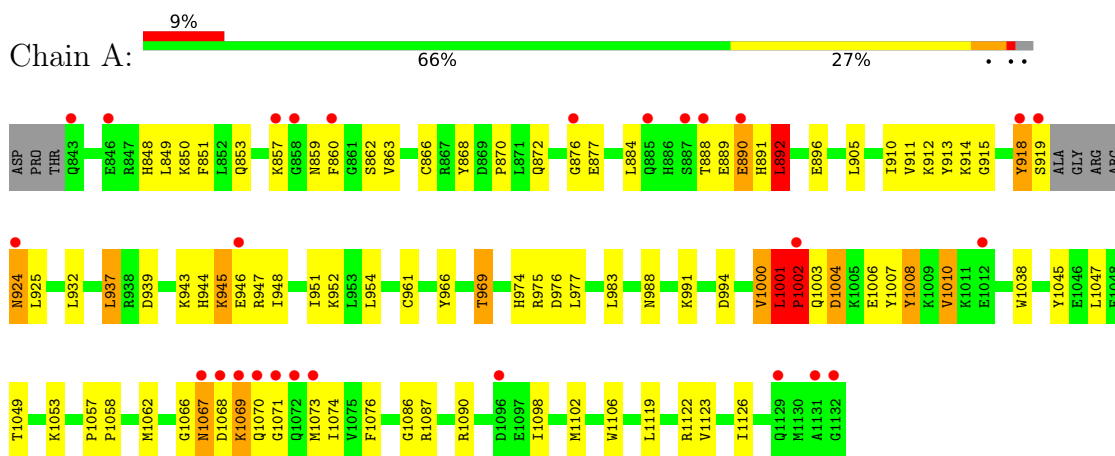 9%
Chain A:
66% 27% • • •
ASP PRO THR Q843 E846 R847 H848 L849 K850 F851 L852 Q853 K857 G858 N859 F860 G861 S862 V863 C866 R867 Y868 D869 P870 L871 Q872 G876 E877 L884 Q885 H886 S887 T888 E889 E890 H891 L892 E896 L905 I910 V911 K912 Y913 K914 G915 Y918 S919 ALA GLY ARG ARG
N924 L925 L932 L937 R938 D939 K943 H944 K945 E946 R947 I948 I951 K952 L953 L954 C961 Y966 T969 H974 R975 D976 L977 L983 N988 K991 D994 V1000 L1001 P1002 Q1003 D1004 K1005 E1006 Y1007 Y1008 K1009 V1010 K1011 E1012 W1038 Y1045 E1046 L1047 F1048
T1049 K1053 P1057 P1058 M1062 G1066 N1067 D1068 K1069 Q1070 G1071 Q1072 M1073 I1074 V1075 F1076 G1086 R1087 R1090 D1096 E1097 I1098 M1102 W1106 L1119 R1122 V1123 I1126 Q1129 M1130 A1131 G1132